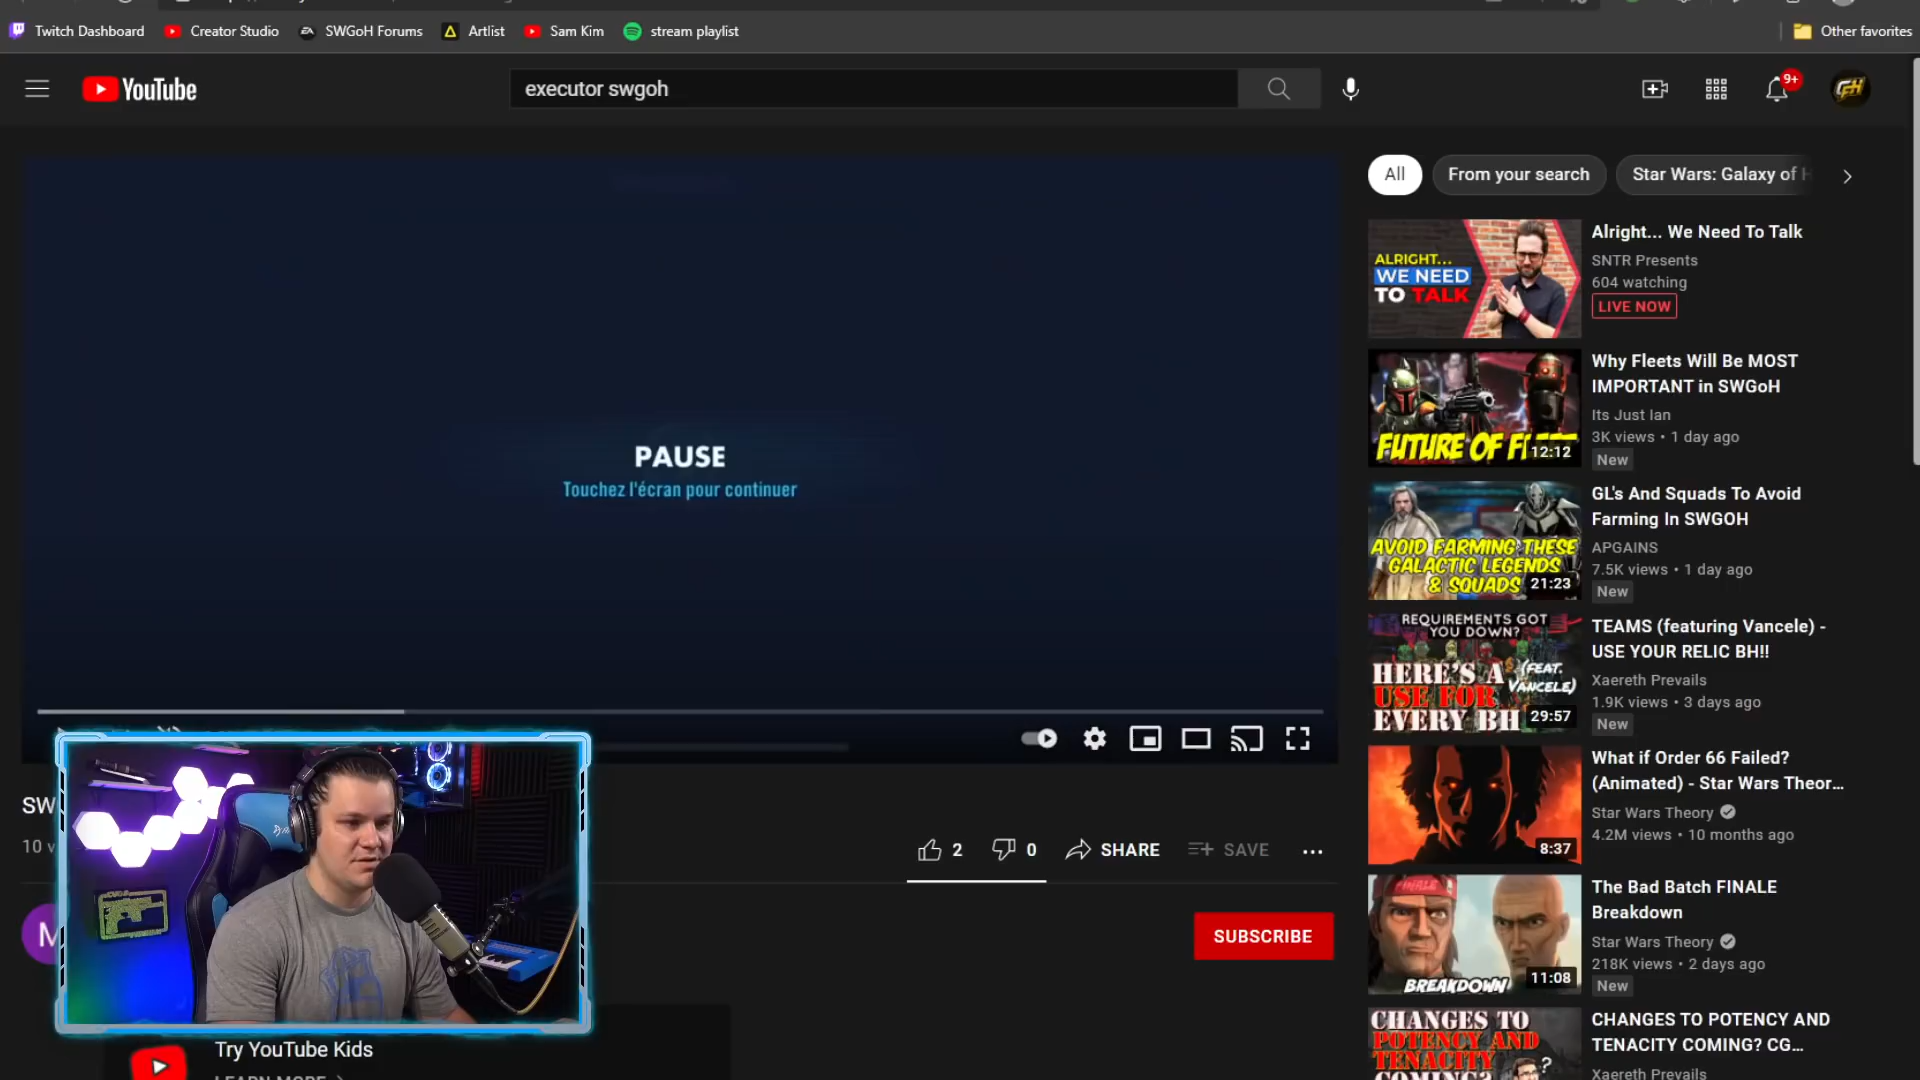 Twitch Dashboard
Creator Studio
SWGoH Forums
Artlist
Sam Kim
stream playlist
Other favorites
YouTube
executor swgoh
9+
PAUSE
Touchez l'écran pour continuer
All
From your search
Star Wars: Galaxy of
ALRIGHT...
WE NEED
TO TALK
Alright... We Need To Talk
SNTR Presents
604 watching
LIVE NOW
FUTURE OF
12:12
Why Fleets Will Be MOST
IMPORTANT in SWGoH
Its Just Ian
3K views • 1 day ago
New
AVOID FARMING THESE
GALACTIC LEGENDS
& SQUADS
21:23
GL's And Squads To Avoid
Farming In SWGOH
APGAINS
7.5K views • 1 day ago
New
REQUIREMENTS GOT
YOU DOWN?
HERE'S A
USE FOR
EVERY BH
(FEAT.
VANCELE)
29:57
TEAMS (featuring Vancele) -
USE YOUR RELIC BH!!
Xaereth Prevails
1.9K views • 3 days ago
New
8:37
What if Order 66 Failed?
(Animated) - Star Wars Theor...
Star Wars Theory
4.2M views • 10 months ago
FINALE
BREAKDOWN
11:08
The Bad Batch FINALE
Breakdown
Star Wars Theory
218K views • 2 days ago
New
CHANGES TO
POTENCY AND
TENACITY
COMING?
CHANGES TO POTENCY AND
TENACITY COMING? CG...
Xaereth Prevails
SW
10 v
2
0
SHARE
SAVE
M
SUBSCRIBE
Try YouTube Kids
LEARN MORE